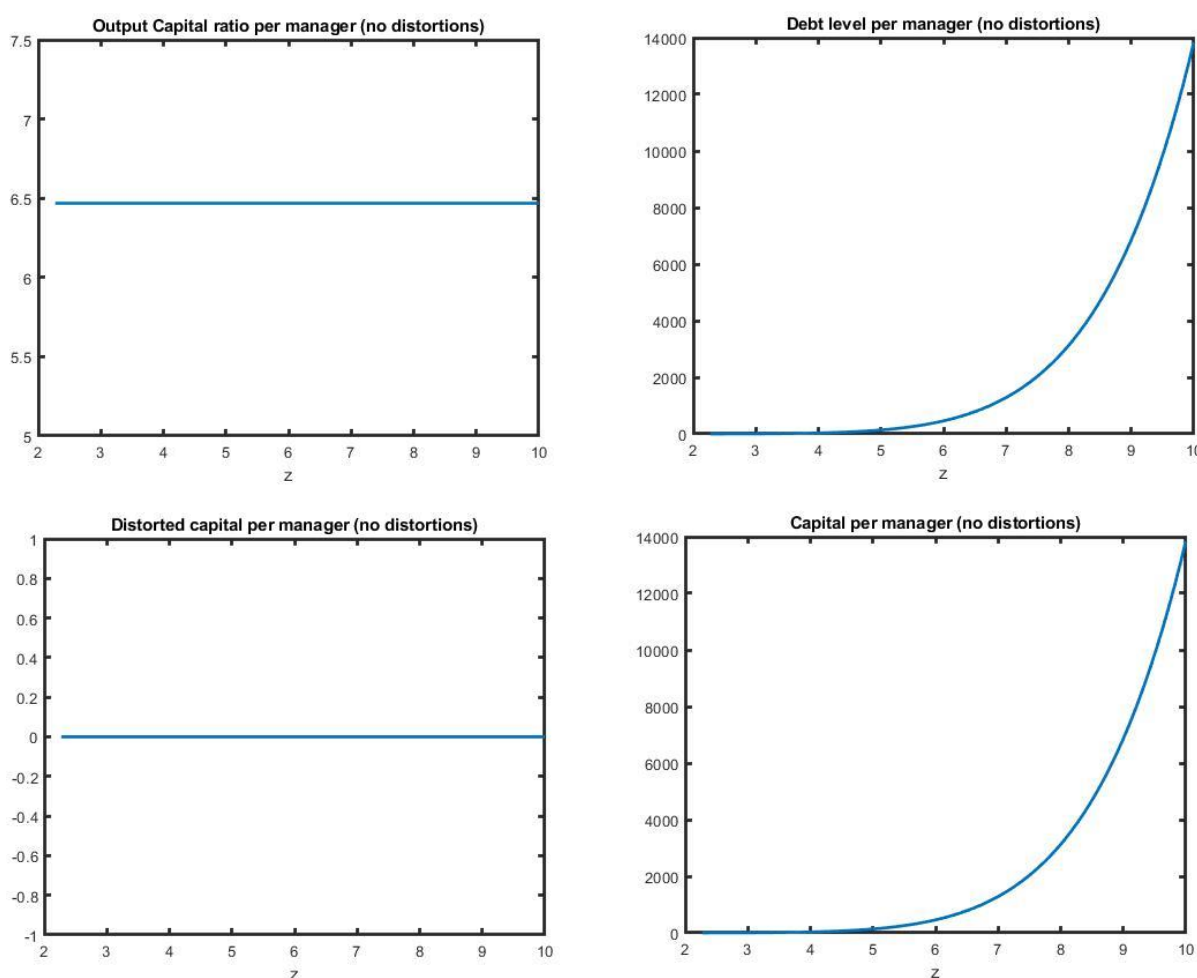 Output Capital ratio per manager (no distortions)
7.5
7
6.5
6
5.5
5
2 3 4 5 6 7 8 9 10
z
Debt level per manager (no distortions)
14000
12000
10000
8000
6000
4000
2000
0
2 3 4 5 6 7 8 9 10
z
Distorted capital per manager (no distortions)
1
0.8
0.6
0.4
0.2
0
-0.2
-0.4
-0.6
-0.8
-1
2 3 4 5 6 7 8 9 10
z
Capital per manager (no distortions)
14000
12000
10000
8000
6000
4000
2000
0
2 3 4 5 6 7 8 9 10
z